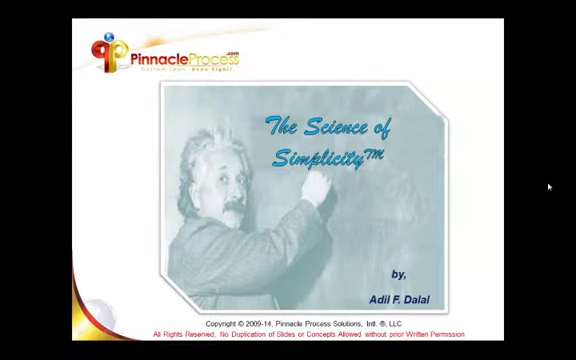 PinnacleProcess.com
The Science of
Simplicity™
by,
Adil F. Dalal
Copyright © 2009-14, Pinnacle Process Solutions, Intl. ®, LLC
All Rights Reserved. No Duplication of Slides or Concepts Allowed without prior Written Permission